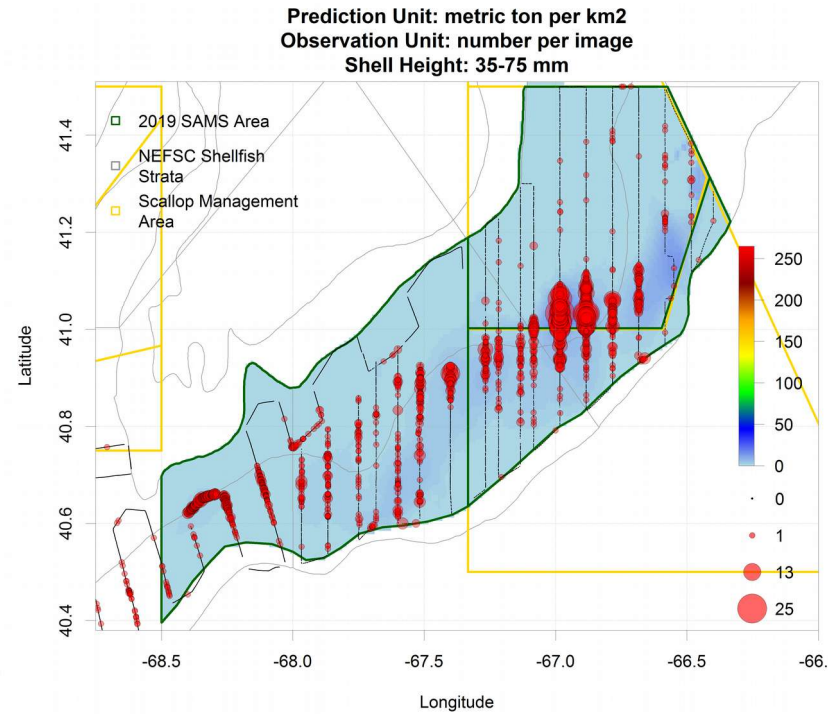 Prediction Unit: metric ton per km2
Observation Unit: number per image
Shell Height: 35-75 mm
2019 SAMS Area
NEFSC Shellfish
Strata
Scallop Management
Area
41.4
41.2
41.0
40.8
40.6
40.4
Latitude
250
200
150
100
50
0
0
1
13
25
-68.5
-68.0
-67.5
-67.0
-66.5
-66.
Longitude